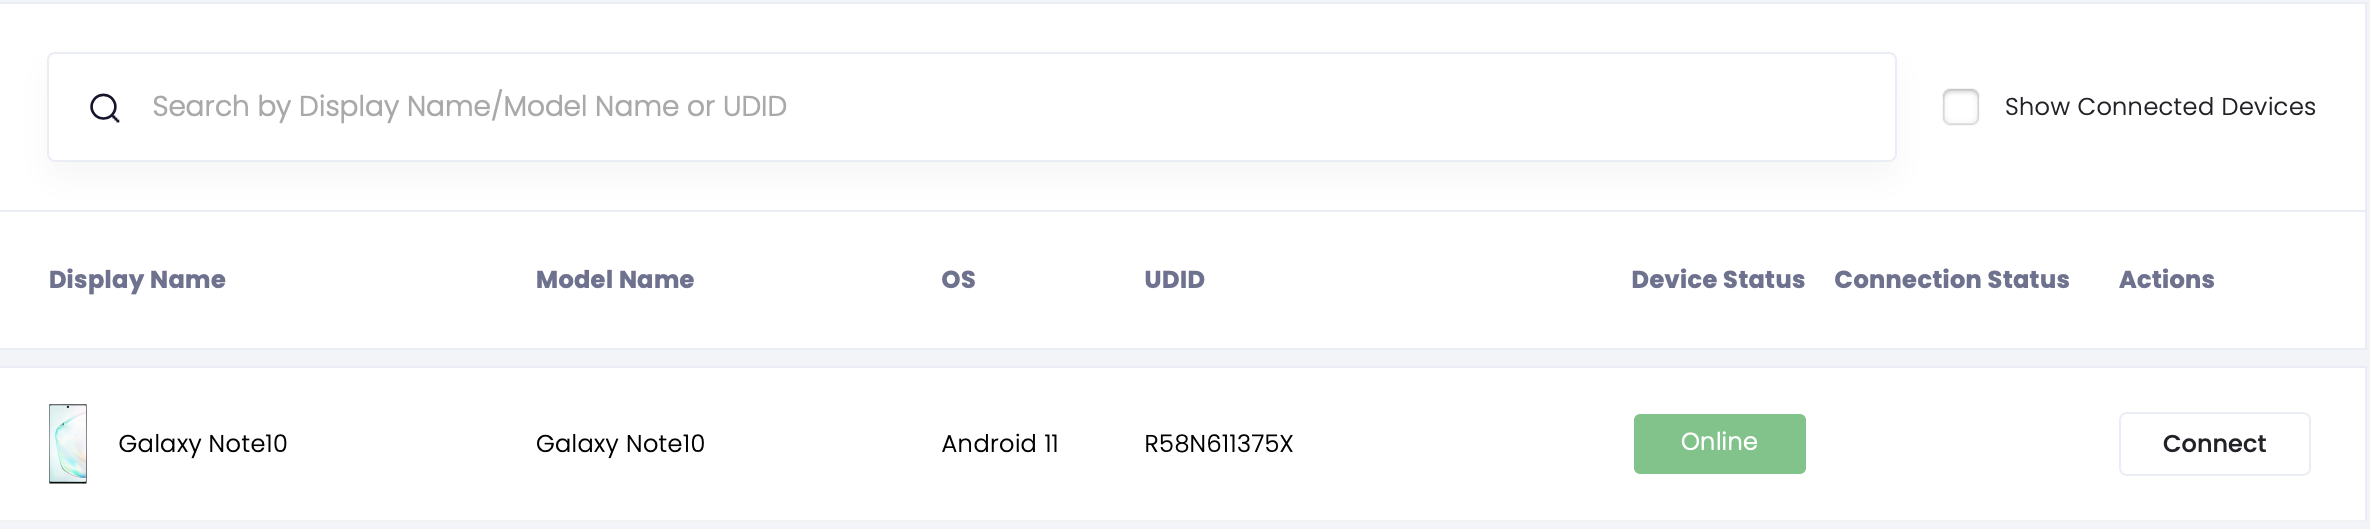 Search by Display Name/Model Name or UDID
Show Connected Devices
Display Name Model Name OS UDID Device Status Connection Status Actions
Galaxy Note10 Galaxy Note10 Android 11 R58N611375X Online Connect